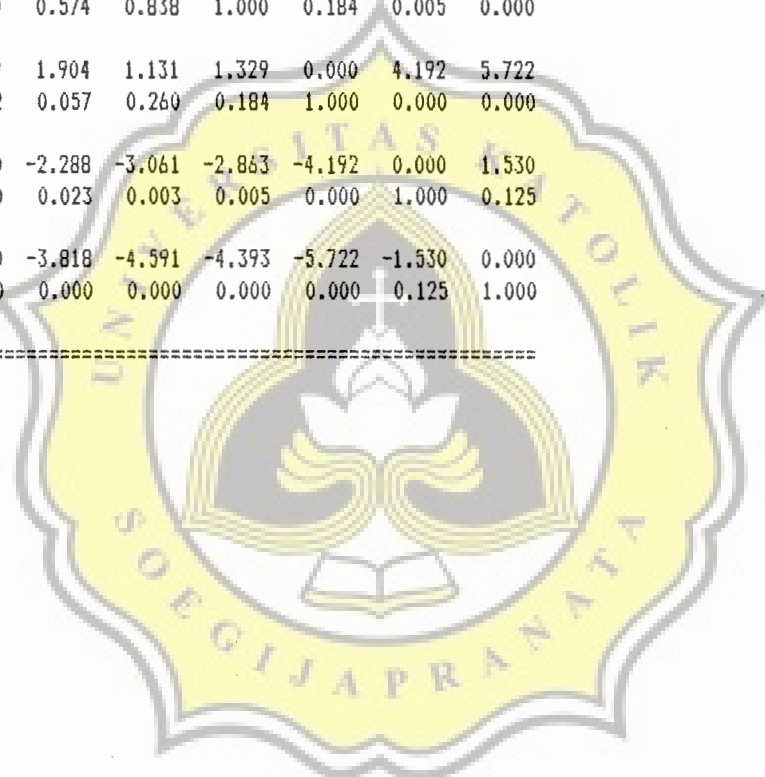 0.574 0.838 1.000 0.184 0.005 0.000
1.904 1.131 1.329 0.000 4.192 5.722
0.057 0.260 0.184 1.000 0.000 0.000
-2.288 -3.061 -2.863 -4.192 0.000 1.530
0.023 0.003 0.005 0.000 1.000 0.125
-3.818 -4.591 -4.393 -5.722 -1.530 0.000
0.000 0.000 0.000 0.000 0.125 1.000
UNIVERSITAS KATOLIK
SOEGIJAPRANATA